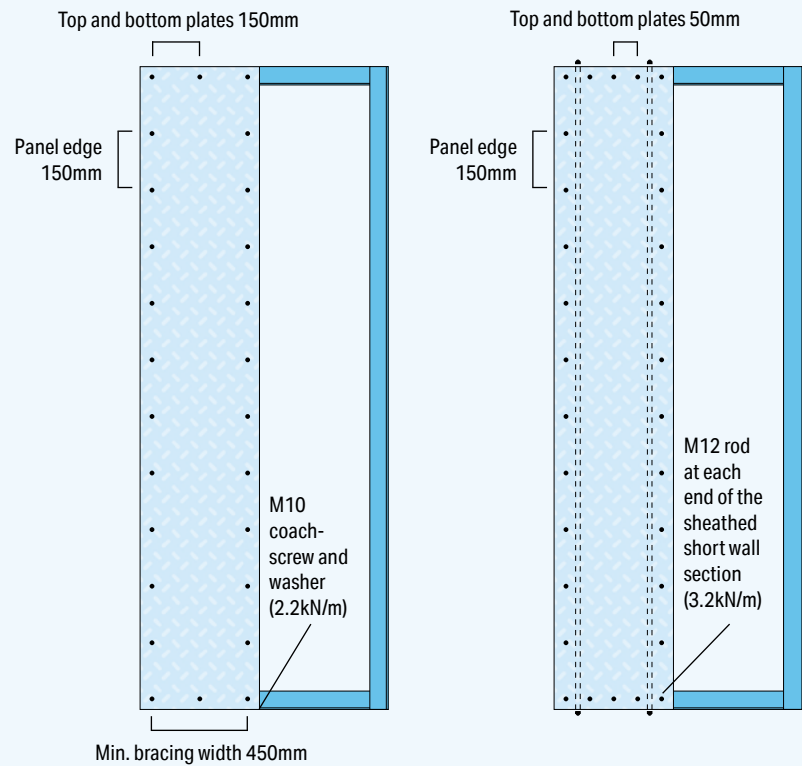 Top and bottom plates 150mm
Panel edge
150mm
M10
coach-
screw and
washer
(2.2kN/m)
Min. bracing width 450mm
Top and bottom plates 50mm
Panel edge
150mm
M12 rod
at each
end of the
sheathed
short wall
section
(3.2kN/m)